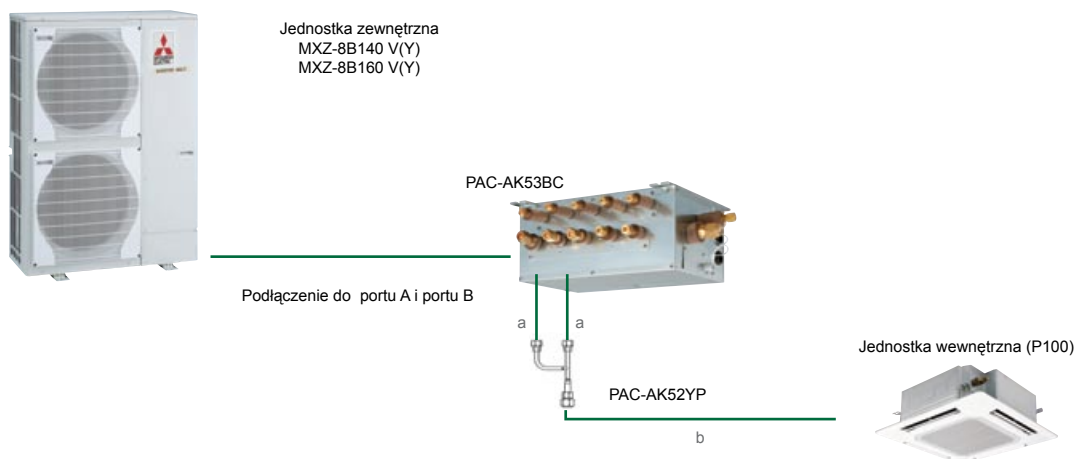 Jednostka zewnętrzna
MXZ-8B140 V(Y)
MXZ-8B160 V(Y)
PAC-AK53BC
Podłączenie do portu A i portu B
a
a
Jednostka wewnętrzna (P100)
PAC-AK52YP
b